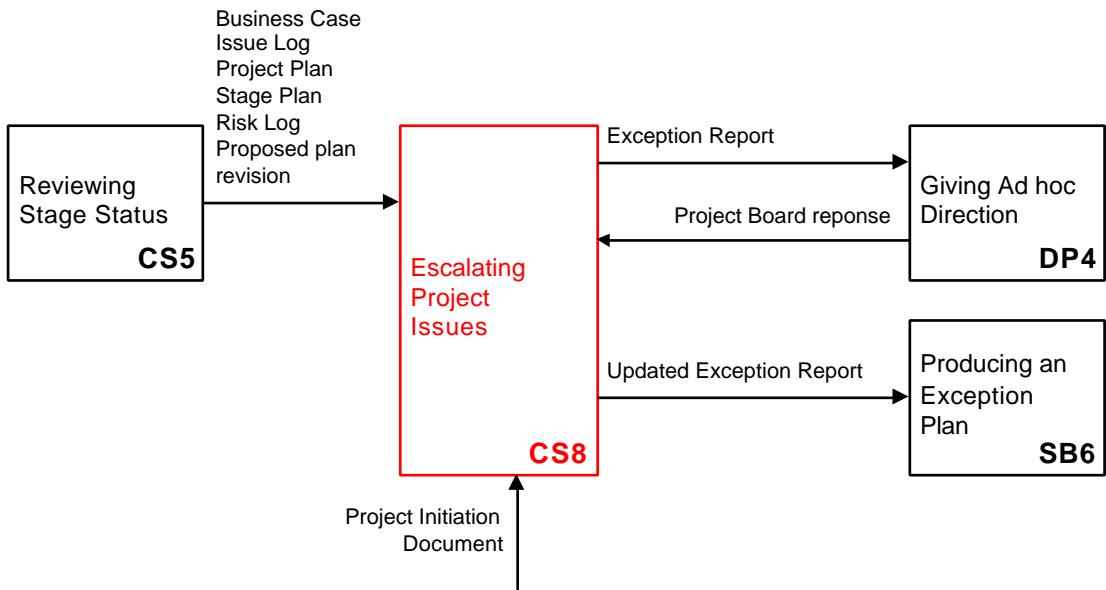 Business Case
Issue Log
Project Plan
Stage Plan
Risk Log
Proposed plan
revision
Reviewing
Stage Status
CS5
Escalating
Project
Issues
CS8
Exception Report
Project Board reponse
Giving Ad hoc
Direction
DP4
Updated Exception Report
Producing an
Exception
Plan
SB6
Project Initiation
Document